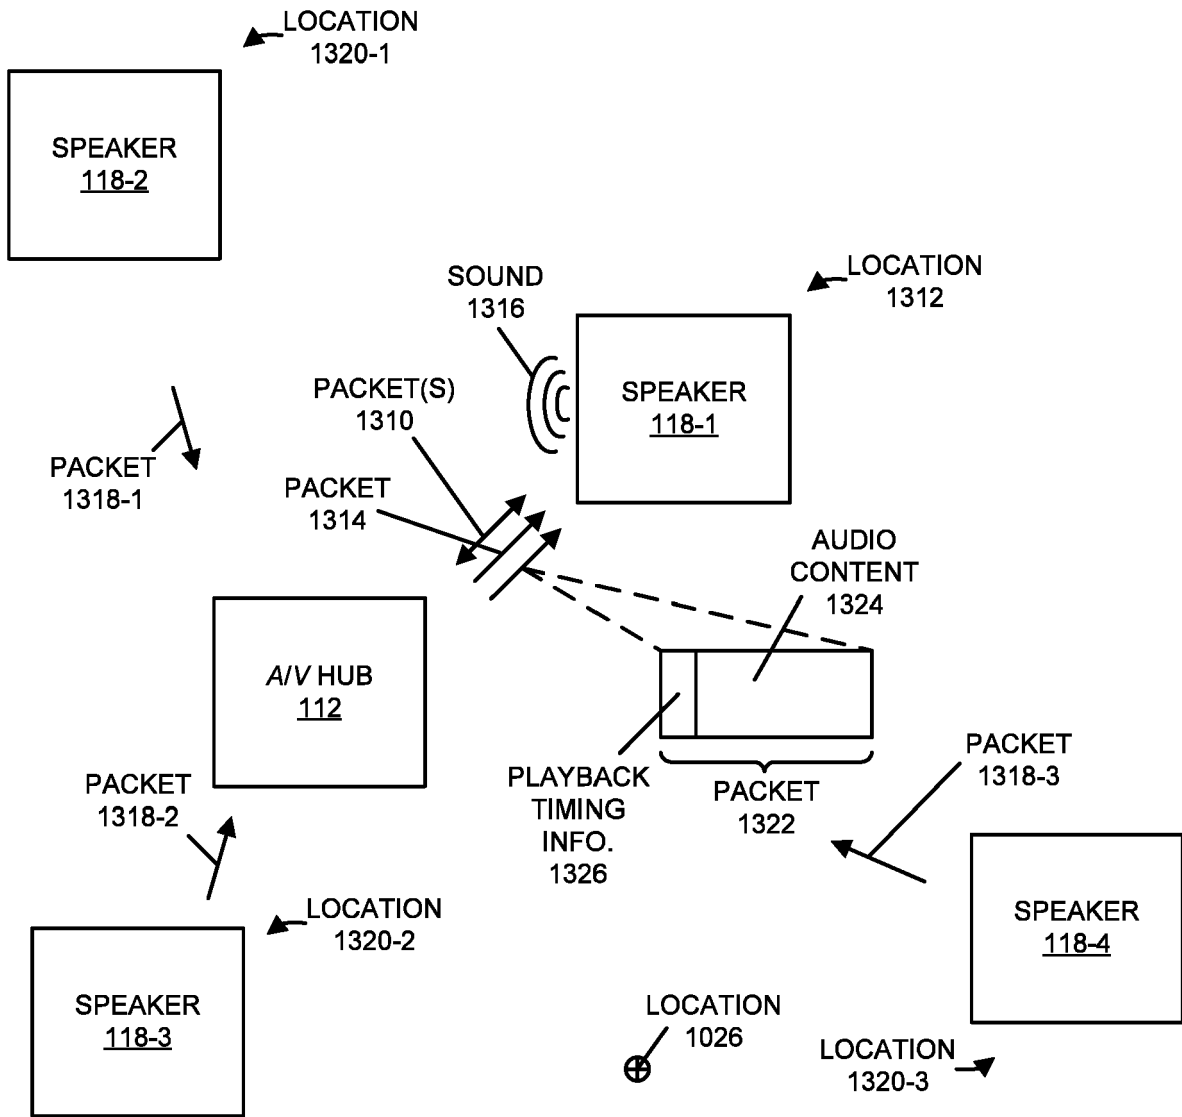 LOCATION
1320-1
SPEAKER
118-2
LOCATION
1312
SOUND
1316
SPEAKER
118-1
PACKET(S)
1310
PACKET
1318-1
PACKET
1314
AUDIO
CONTENT
1324
A/V HUB
112
PACKET
1318-2
PLAYBACK
TIMING
INFO.
1326
PACKET
1322
PACKET
1318-3
LOCATION
1320-2
SPEAKER
118-3
SPEAKER
118-4
LOCATION
1026
LOCATION
1320-3